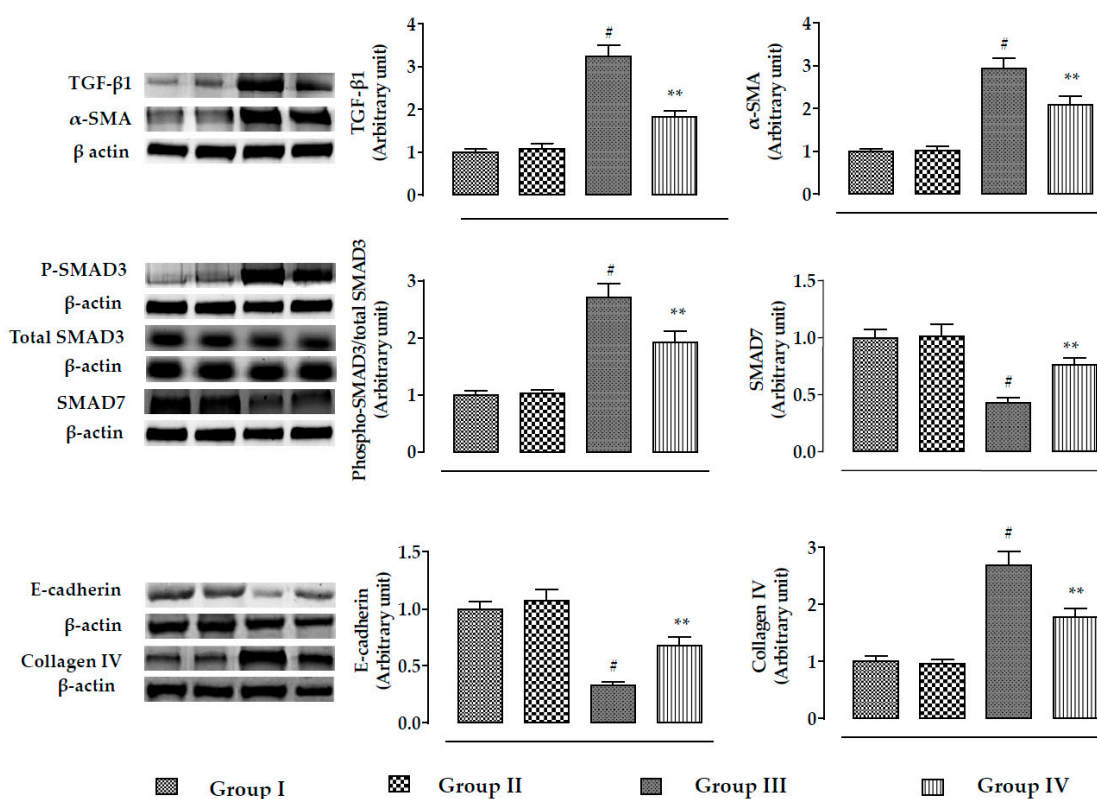 TGF-β1
α-SMA
β actin
TGF-β1
(Arbitrary unit)
4
3
2
1
0
#
**
α-SMA
(Arbitrary unit)
4
3
2
1
0
#
**
P-SMAD3
β-actin
Total SMAD3
β-actin
SMAD7
β-actin
Phospho-SMAD3/total SMAD3
(Arbitrary unit)
3
2
1
0
#
**
SMAD7
(Arbitrary unit)
1.5
1.0
0.5
0.0
#
**
E-cadherin
β-actin
Collagen IV
β-actin
E-cadherin
(Arbitrary unit)
1.5
1.0
0.5
0.0
#
**
Collagen IV
(Arbitrary unit)
3
2
1
0
#
**
Group I
Group II
Group III
Group IV